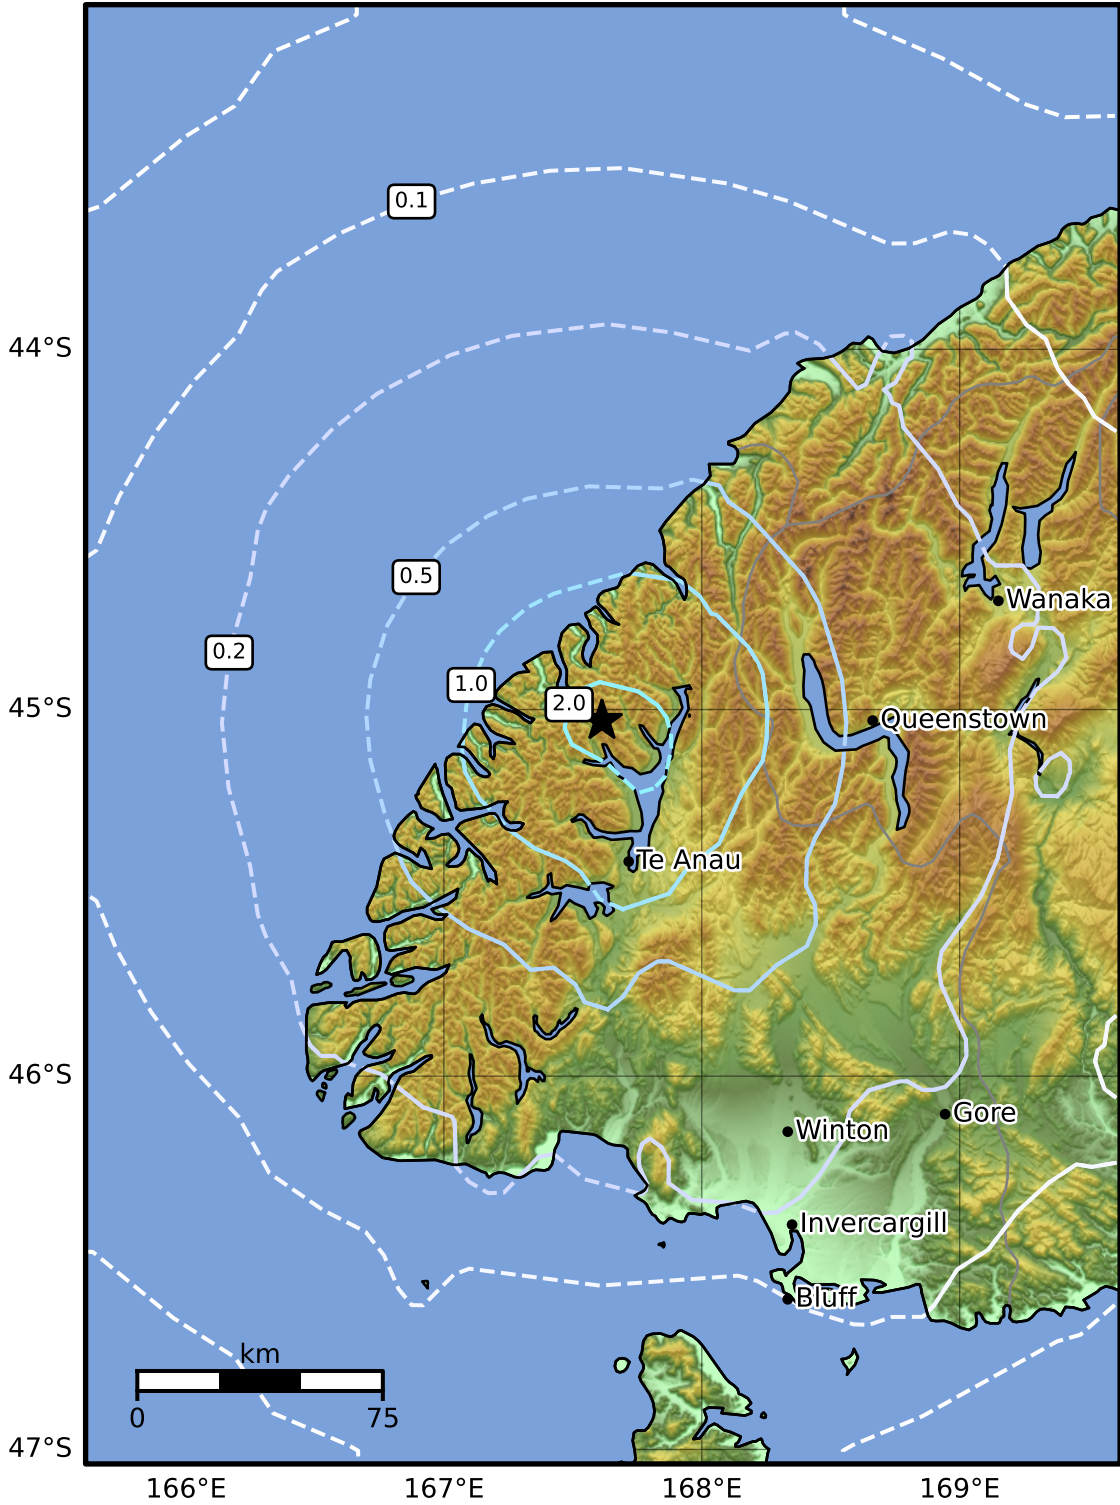 0.1
44°S
0.5
Wanaka
0.2
1.0
2.0
45°S
Queenstown
Te Anau
46°S
Gore
Winton
Invercargill
Bluff
km
0
75
47°S
166°E
167°E
168°E
169°E